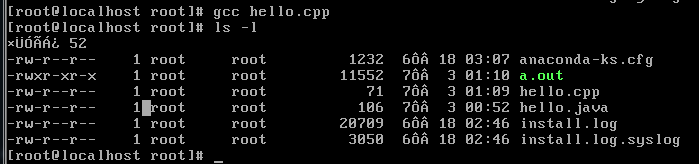 [root@localhost root]# gcc hello.cpp
[root@localhost root]# ls -l
×ÜÓÃÁ¿ 52
-rw-r--r-- 1 root root 1232 6ÔÂ 18 03:07 anaconda-ks.cfg
-rwxr-xr-x 1 root root 11552 7ÔÂ 3 01:10 a.out
-rw-r--r-- 1 root root 71 7ÔÂ 3 01:09 hello.cpp
-rw-r--r-- 1 root root 106 7ÔÂ 3 00:52 hello.java
-rw-r--r-- 1 root root 20709 6ÔÂ 18 02:46 install.log
-rw-r--r-- 1 root root 3050 6ÔÂ 18 02:46 install.log.syslog
[root@localhost root]# _